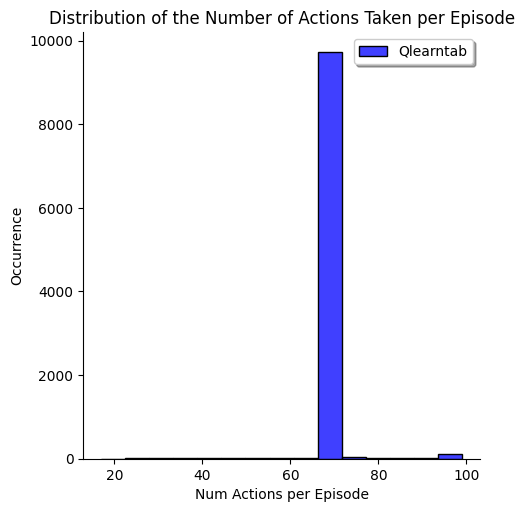 Distribution of the Number of Actions Taken per Episode
Qlearntab
10000
8000
6000
4000
2000
0
Occurrence
20 40 60 80 100
Num Actions per Episode